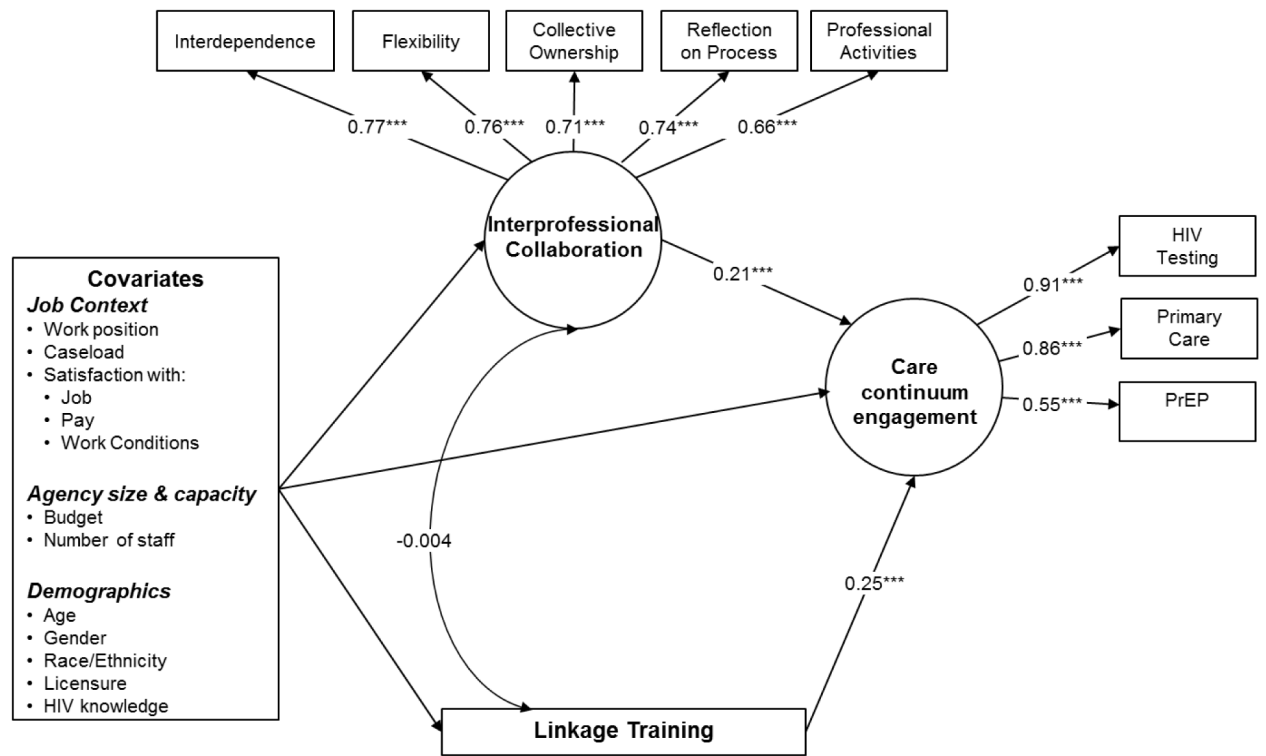 Interdependence
Flexibility
Collective
Ownership
Reflection
on Process
Professional
Activities
0.77***
0.76***
0.71***
0.74***
0.66***
Interprofessional
Collaboration
0.21***
HIV
Testing
0.91***
Primary
Care
0.86***
PrEP
0.55***
Care
continuum
engagement
Covariates
Job Context
• Work position
• Caseload
• Satisfaction with:
• Job
• Pay
• Work Conditions
Agency size & capacity
• Budget
• Number of staff
Demographics
• Age
• Gender
• Race/Ethnicity
• Licensure
• HIV knowledge
-0.004
0.25***
Linkage Training